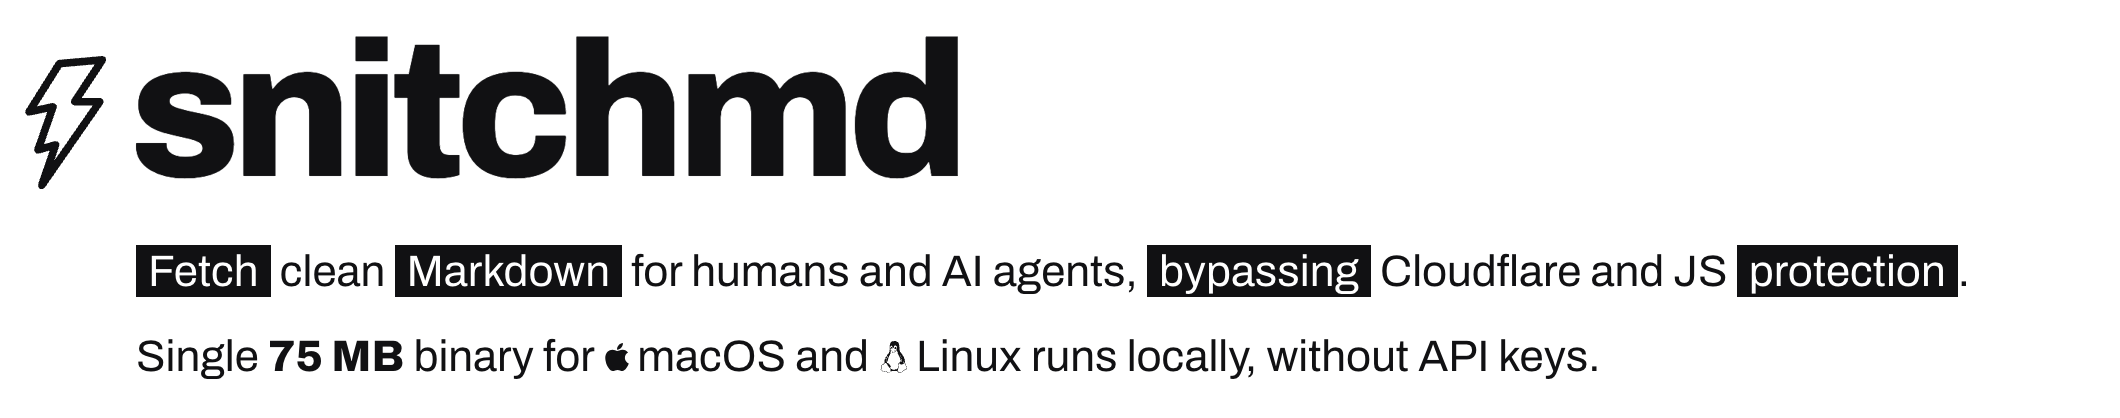 snitchmd
Fetch clean Markdown for humans and AI agents, bypassing Cloudflare and JS protection.
Single 75 MB binary for macOS and Linux runs locally, without API keys.